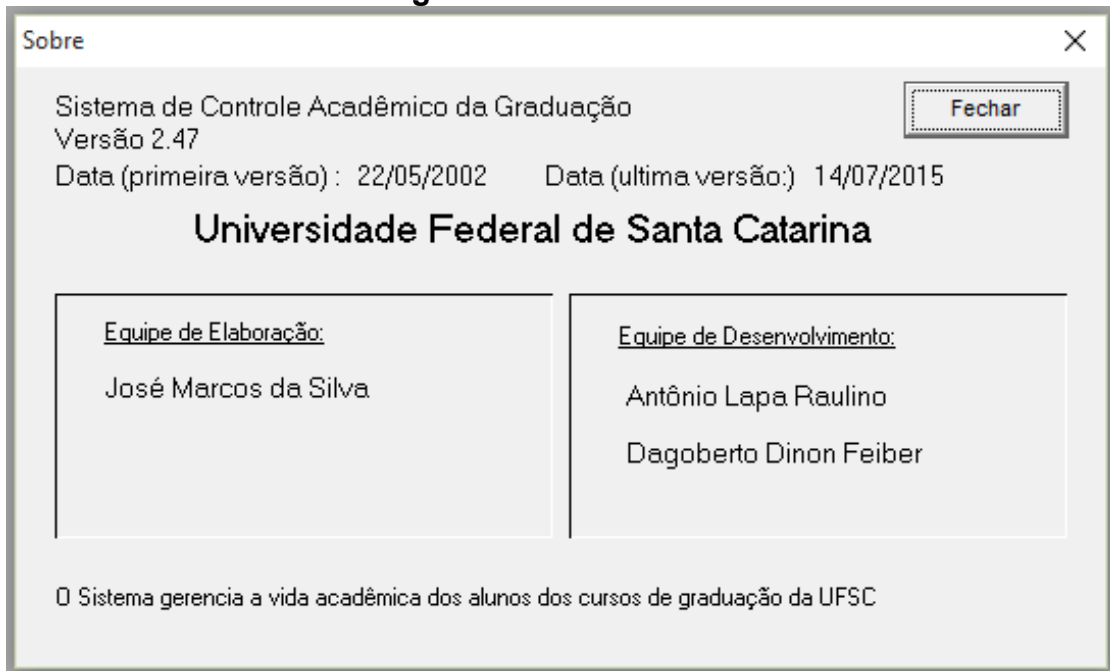 Sobre
Sistema de Controle Acadêmico da Graduação
Fechar
Versão 2.47
Data (primeira versão) : 22/05/2002 Data (ultima versão:) 14/07/2015
Universidade Federal de Santa Catarina
Equipe de Elaboração:
José Marcos da Silva
Equipe de Desenvolvimento:
Antônio Lapa Raulino
Dagoberto Dinon Feiber
O Sistema gerencia a vida acadêmica dos alunos dos cursos de graduação da UFSC